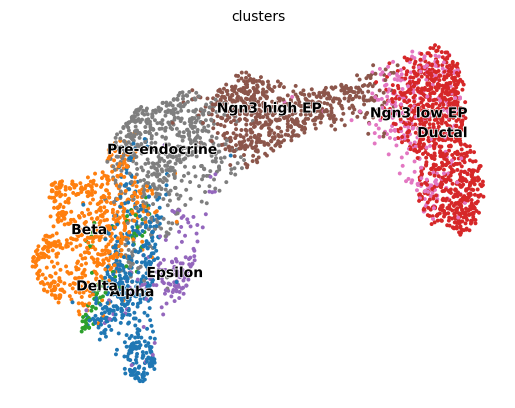 clusters
Ngn3 high EP
Ngn3 low EP
Ductal
Pre-endocrine
Beta
Epsilon
Delta
Alpha